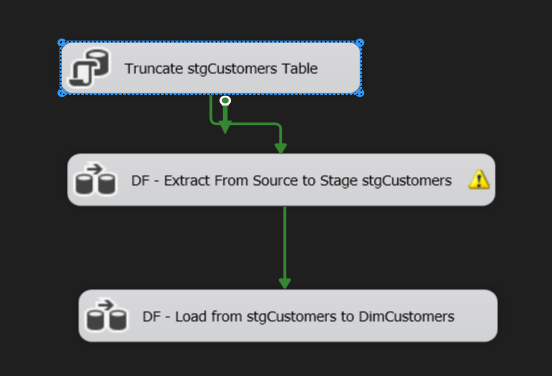 Truncate stgCustomers Table
DF - Extract From Source to Stage stgCustomers
DF - Load from stgCustomers to DimCustomers